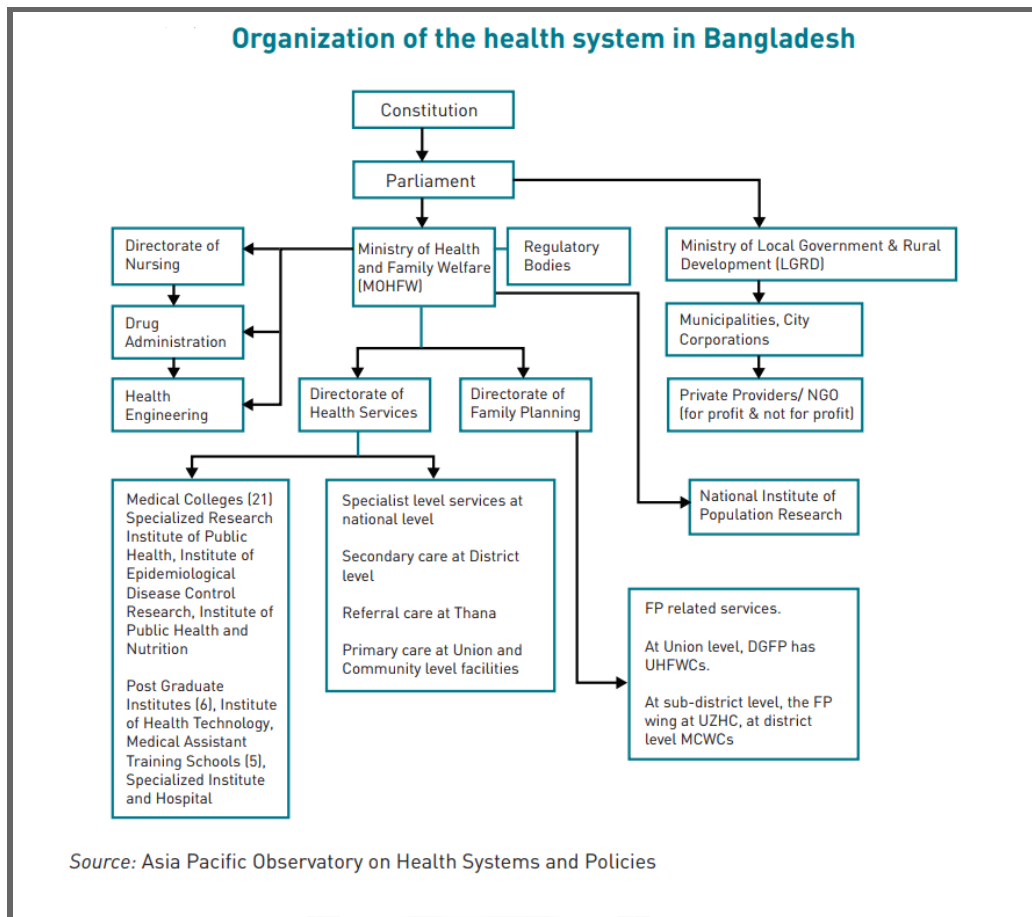 Organization of the health system in Bangladesh
Constitution
Parliament
Directorate of
Nursing
Ministry of Health
and Family Welfare
(MOHFW)
Regulatory
Bodies
Ministry of Local Government & Rural
Development (LGRD)
Drug
Administration
Municipalities, City
Corporations
Health
Engineering
Directorate of
Health Services
Directorate of
Family Planning
Private Providers/ NGO
(for profit & not for profit)
Medical Colleges (21)
Specialized Research
Institute of Public
Health, Institute of
Epidemiological
Disease Control
Research, Institute of
Public Health and
Nutrition
Post Graduate
Institutes (6), Institute
of Health Technology,
Medical Assistant
Training Schools (5),
Specialized Institute
and Hospital
Specialist level services at
national level
Secondary care at District
level
Referral care at Thana
Primary care at Union and
Community level facilities
National Institute of
Population Research
FP related services.
At Union level, DGFP has
UHFWCs.
At sub-district level, the FP
wing at UZHC, at district
level MCWCs
Source: Asia Pacific Observatory on Health Systems and Policies